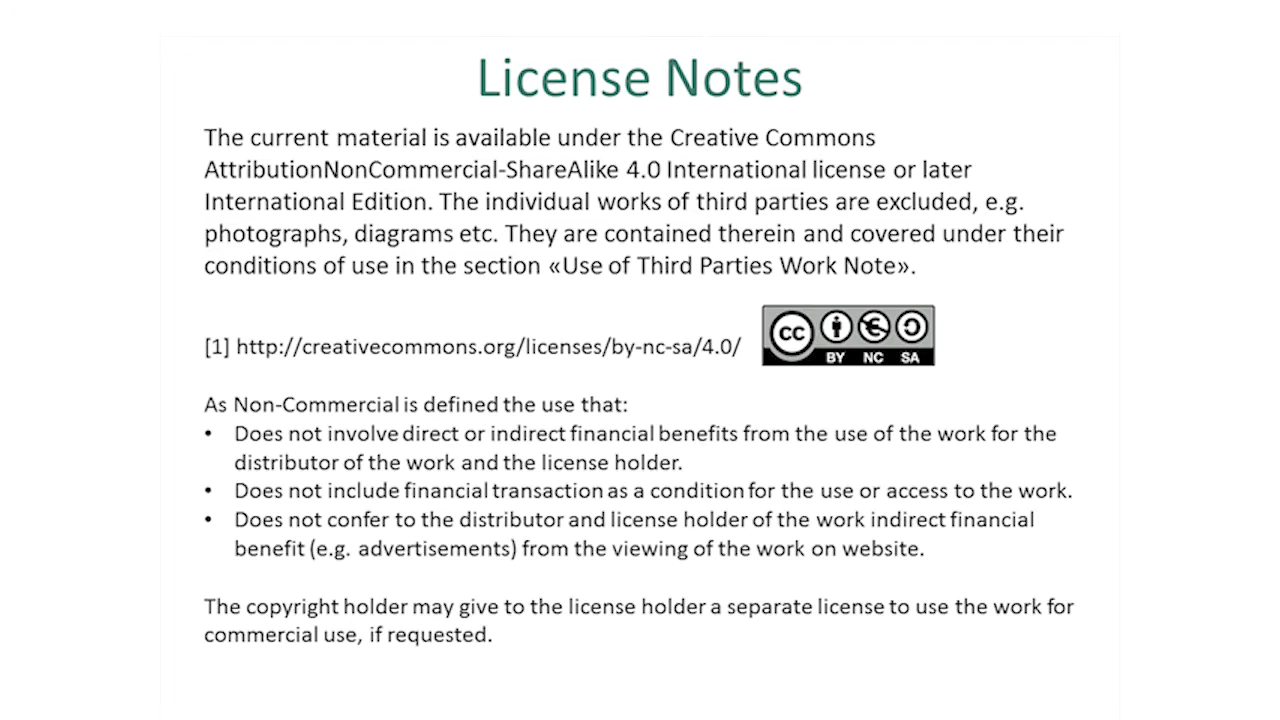 License Notes
The current material is available under the Creative Commons
AttributionNonCommercial-ShareAlike 4.0 International license or later
International Edition. The individual works of third parties are excluded, e.g.
photographs, diagrams etc. They are contained therein and covered under their
conditions of use in the section «Use of Third Parties Work Note».
[1] http://creativecommons.org/licenses/by-nc-sa/4.0/
cc
BY NC SA
As Non-Commercial is defined the use that:
• Does not involve direct or indirect financial benefits from the use of the work for the
distributor of the work and the license holder.
• Does not include financial transaction as a condition for the use or access to the work.
• Does not confer to the distributor and license holder of the work indirect financial
benefit (e.g. advertisements) from the viewing of the work on website.
The copyright holder may give to the license holder a separate license to use the work for
commercial use, if requested.